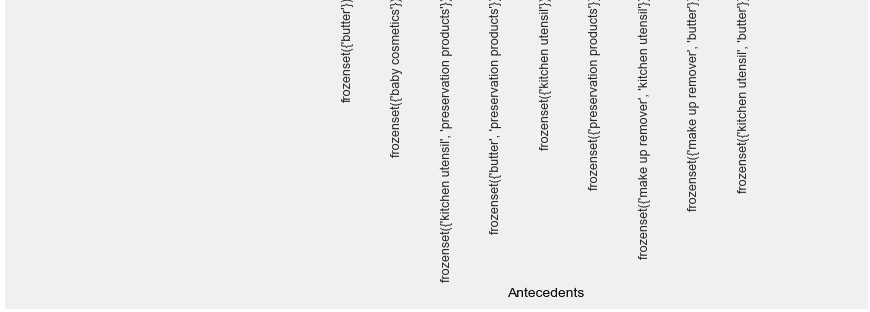 frozenset({'butter'})
frozenset({'baby cosmetics'})
frozenset({'kitchen utensil', 'preservation products'})
frozenset({'butter', 'preservation products'})
frozenset({'kitchen utensil'})
frozenset({'preservation products'})
frozenset({'make up remover', 'kitchen utensil'})
frozenset({'make up remover', 'butter'})
frozenset({'kitchen utensil', 'butter'})
Antecedents